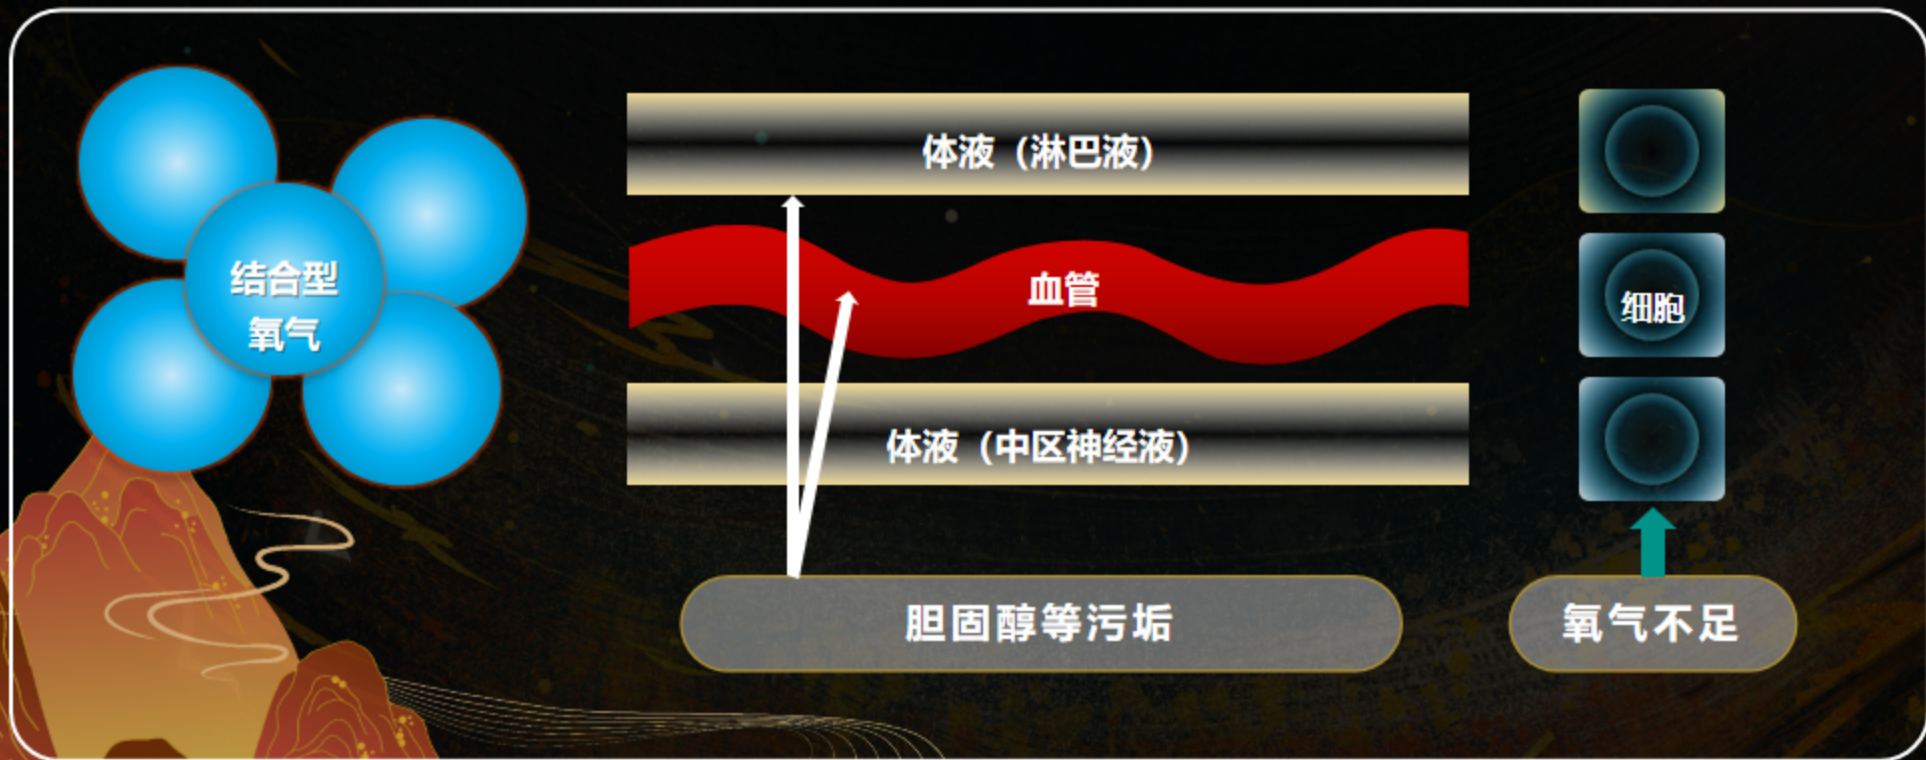 结合型
氧气
体液（淋巴液）
血管
体液（中区神经液）
细胞
胆固醇等污垢
氧气不足